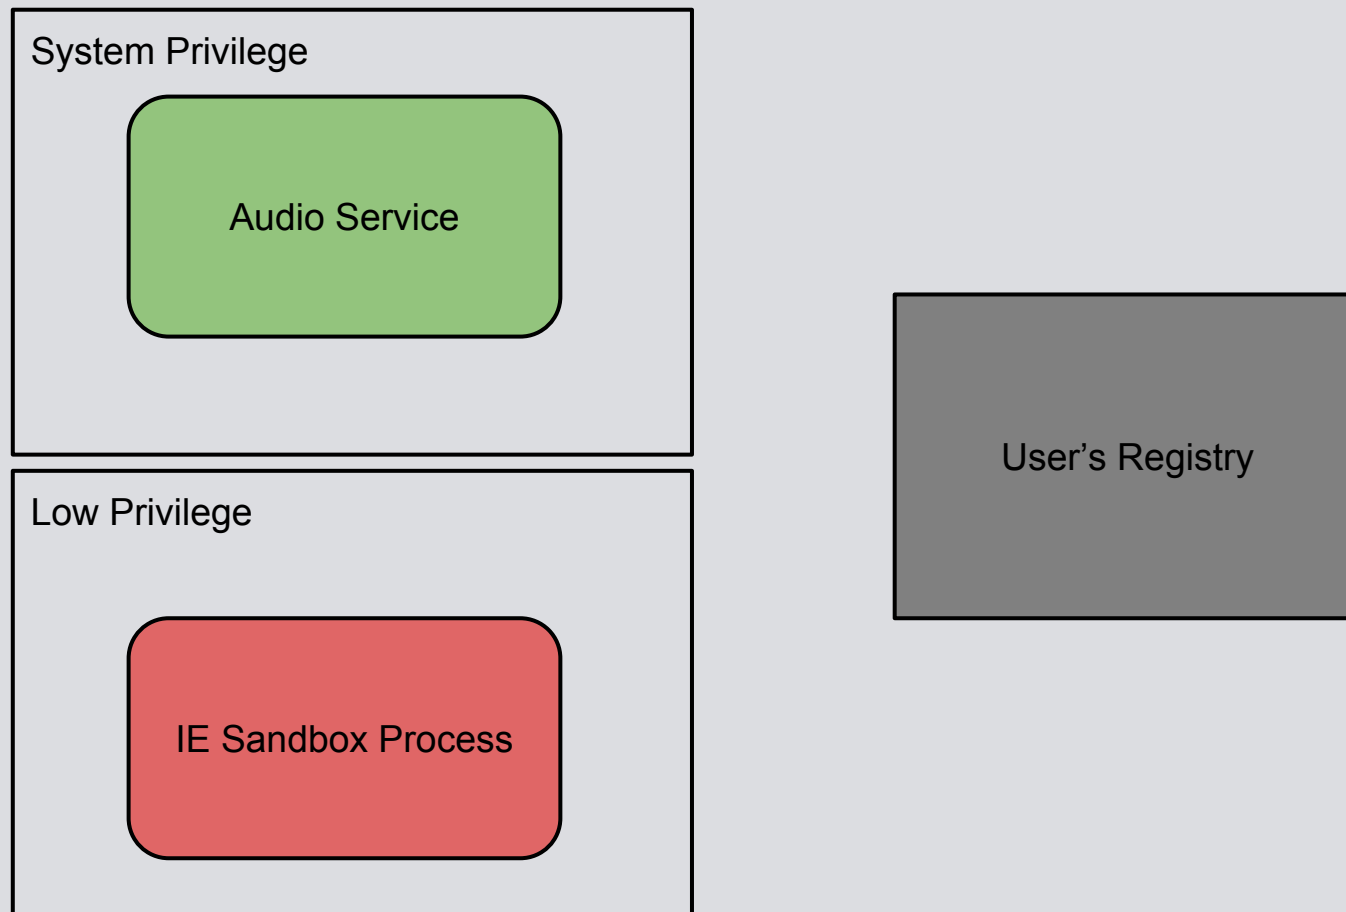 System Privilege
Audio Service
Low Privilege
IE Sandbox Process
User’s Registry